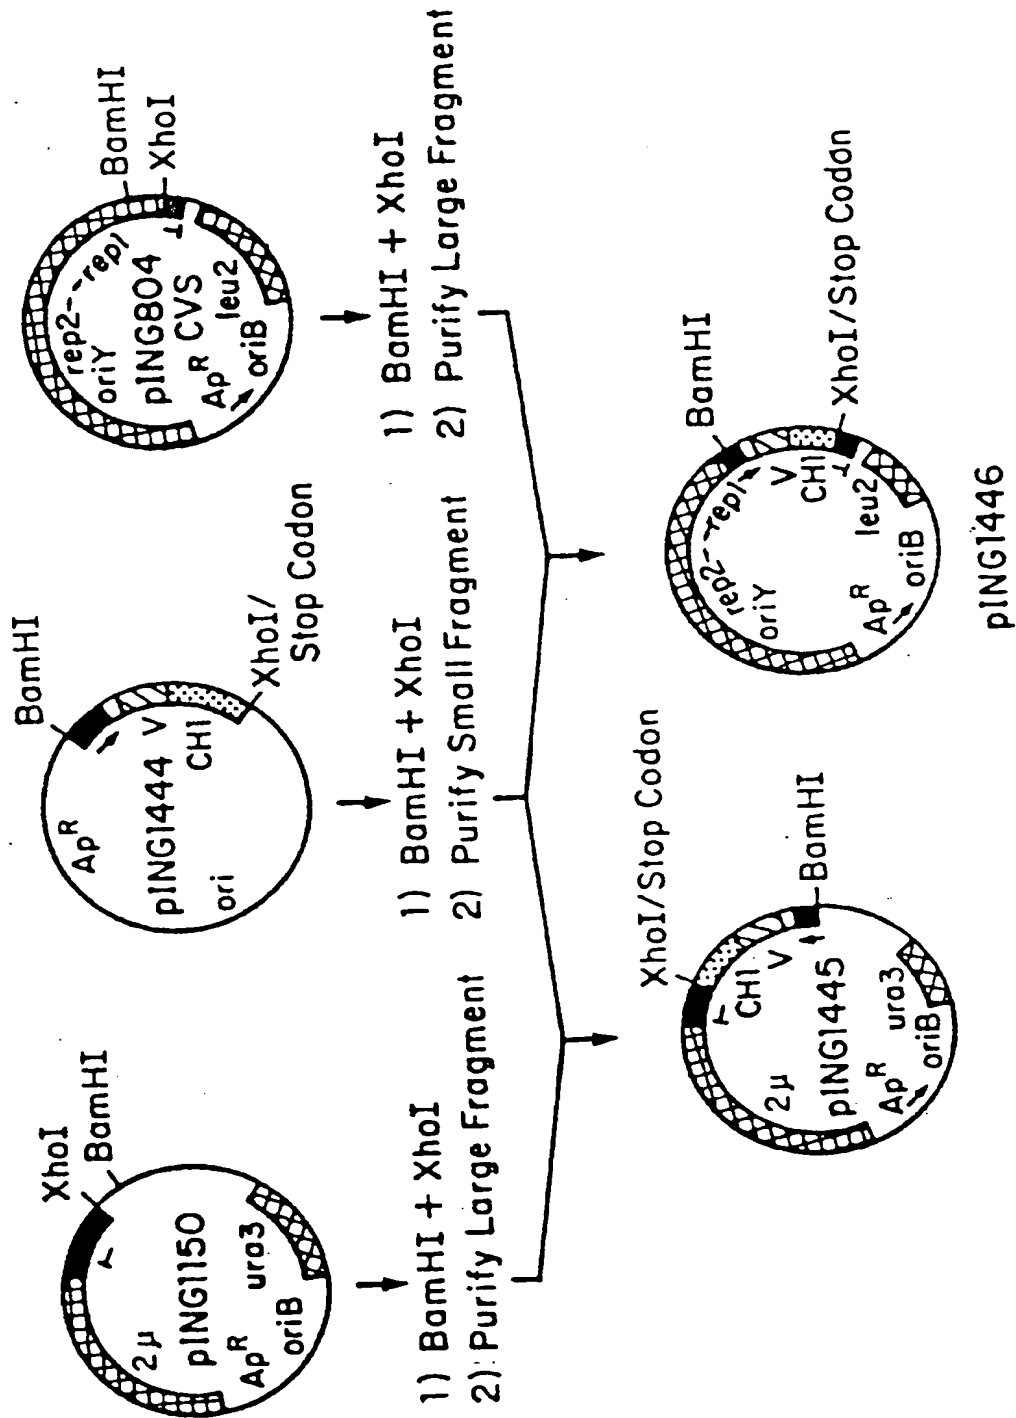 XhoI
BamHI
2µ
pING1150
Ap^R
ura3
oriB
1) BamHI + XhoI
2) Purify Large Fragment
BamHI
Ap^R
pING1444
V
CH1
ori
XhoI/
Stop Codon
1) BamHI + XhoI
2) Purify Small Fragment
BamHI
XhoI
rep2---rep1
oriY
pING804
CVS
Ap^R
leu2
oriB
1) BamHI + XhoI
2) Purify Large Fragment
XhoI/Stop Codon
BamHI
CH1
V
2µ
pING1445
Ap^R
ura3
oriB
BamHI
rep2---rep1
oriY
V
CH1
XhoI/Stop Codon
leu2
Ap^R
oriB
pING1446